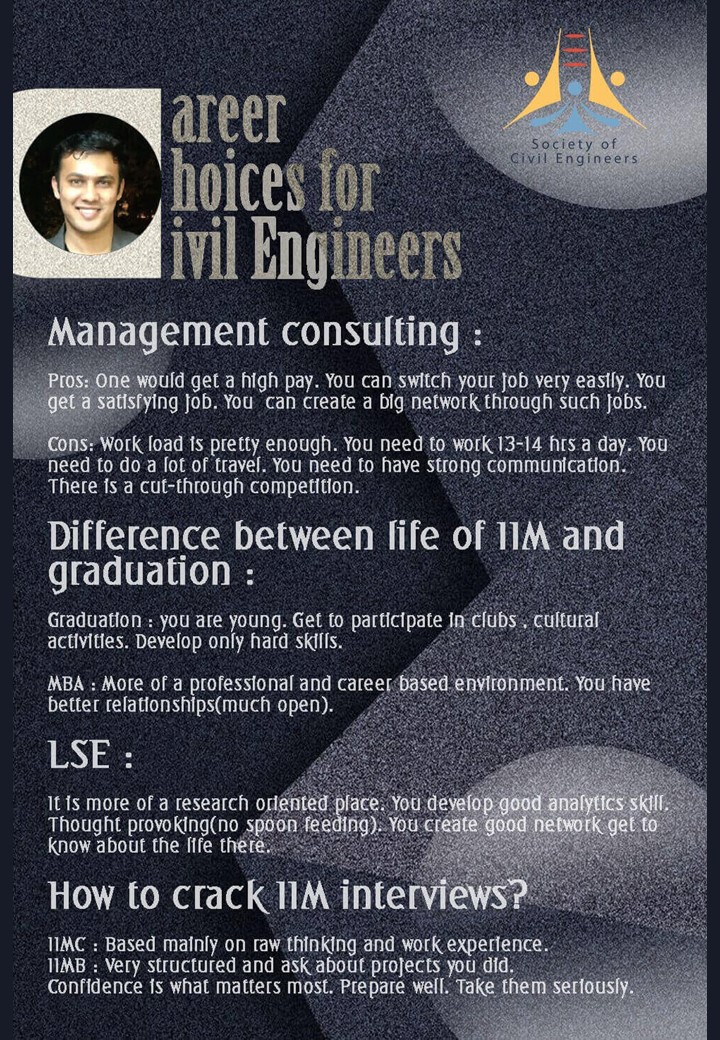 Society of
Civil Engineers
areer
hoices for
ivil Engineers
Management consulting :
Pros: One would get a high pay. You can switch your job very easily. You
get a satisfying job. You can create a big network through such jobs.
Cons: Work load is pretty enough. You need to work 13-14 hrs a day. You
need to do a lot of travel. You need to have strong communication.
There is a cut-through competition.
Difference between life of IIM and
graduation :
Graduation : you are young. Get to participate in clubs , cultural
activities. Develop only hard skills.
MBA : More of a professional and career based environment. You have
better relationships(much open).
LSE :
It is more of a research oriented place. You develop good analytics skill.
Thought provoking(no spoon feeding). You create good network get to
know about the life there.
How to crack IIM interviews?
IIMC : Based mainly on raw thinking and work experience.
IIMB : Very structured and ask about projects you did.
Confidence is what matters most. Prepare well. Take them seriously.